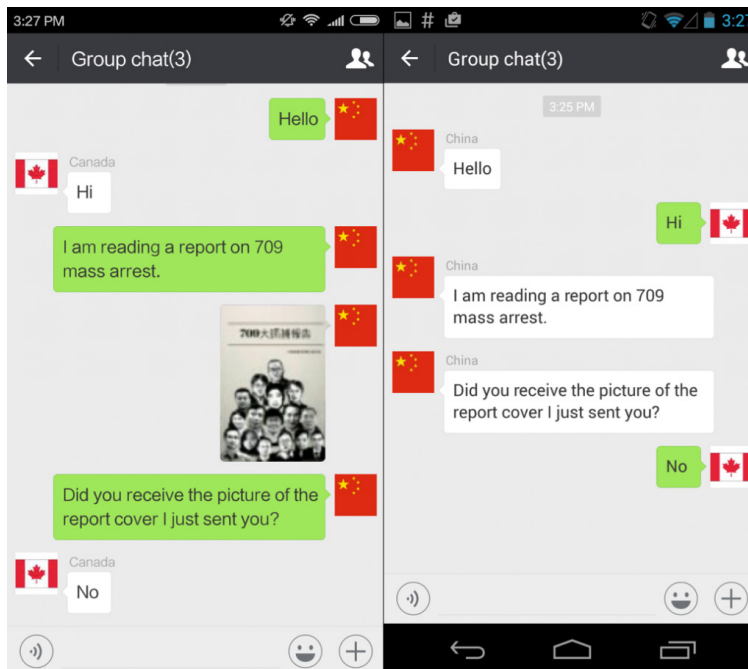 3:27 PM
Group chat(3)
Hello
Canada
Hi
I am reading a report on 709
mass arrest.
709大抓捕報告
Did you receive the picture of the
report cover I just sent you?
Canada
No
3:27
Group chat(3)
3:25 PM
China
Hello
Hi
China
I am reading a report on 709
mass arrest.
China
Did you receive the picture of the
report cover I just sent you?
No